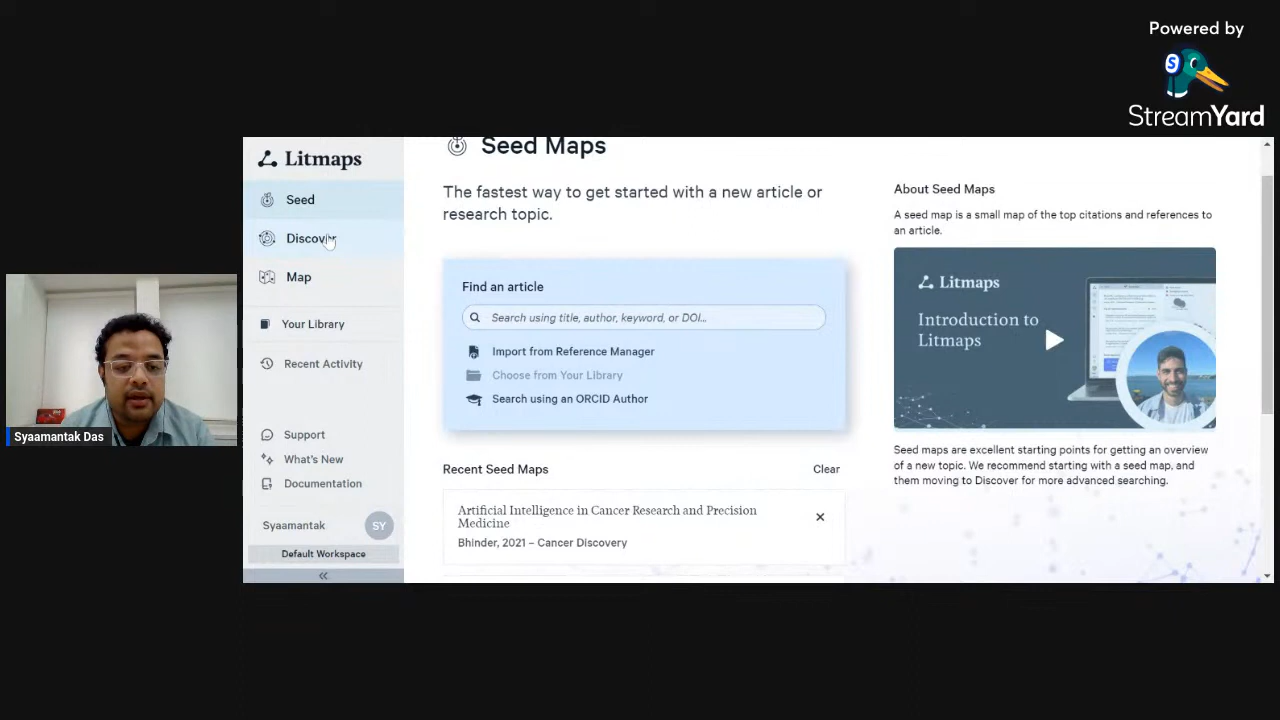 Powered by
StreamYard
Litmaps
Seed
Discover
Map
Your Library
Recent Activity
Support
What's New
Documentation
Syaamantak
SY
Default Workspace
Seed Maps
The fastest way to get started with a new article or
research topic.
Find an article
Search using title, author, keyword, or DOI...
Import from Reference Manager
Choose from Your Library
Search using an ORCID Author
Recent Seed Maps
Clear
Artificial Intelligence in Cancer Research and Precision
Medicine
Bhinder, 2021 – Cancer Discovery
About Seed Maps
A seed map is a small map of the top citations and references to
an article.
Litmaps
Introduction to
Litmaps
Seed maps are excellent starting points for getting an overview
of a new topic. We recommend starting with a seed map, and
them moving to Discover for more advanced searching.
Syaamantak Das